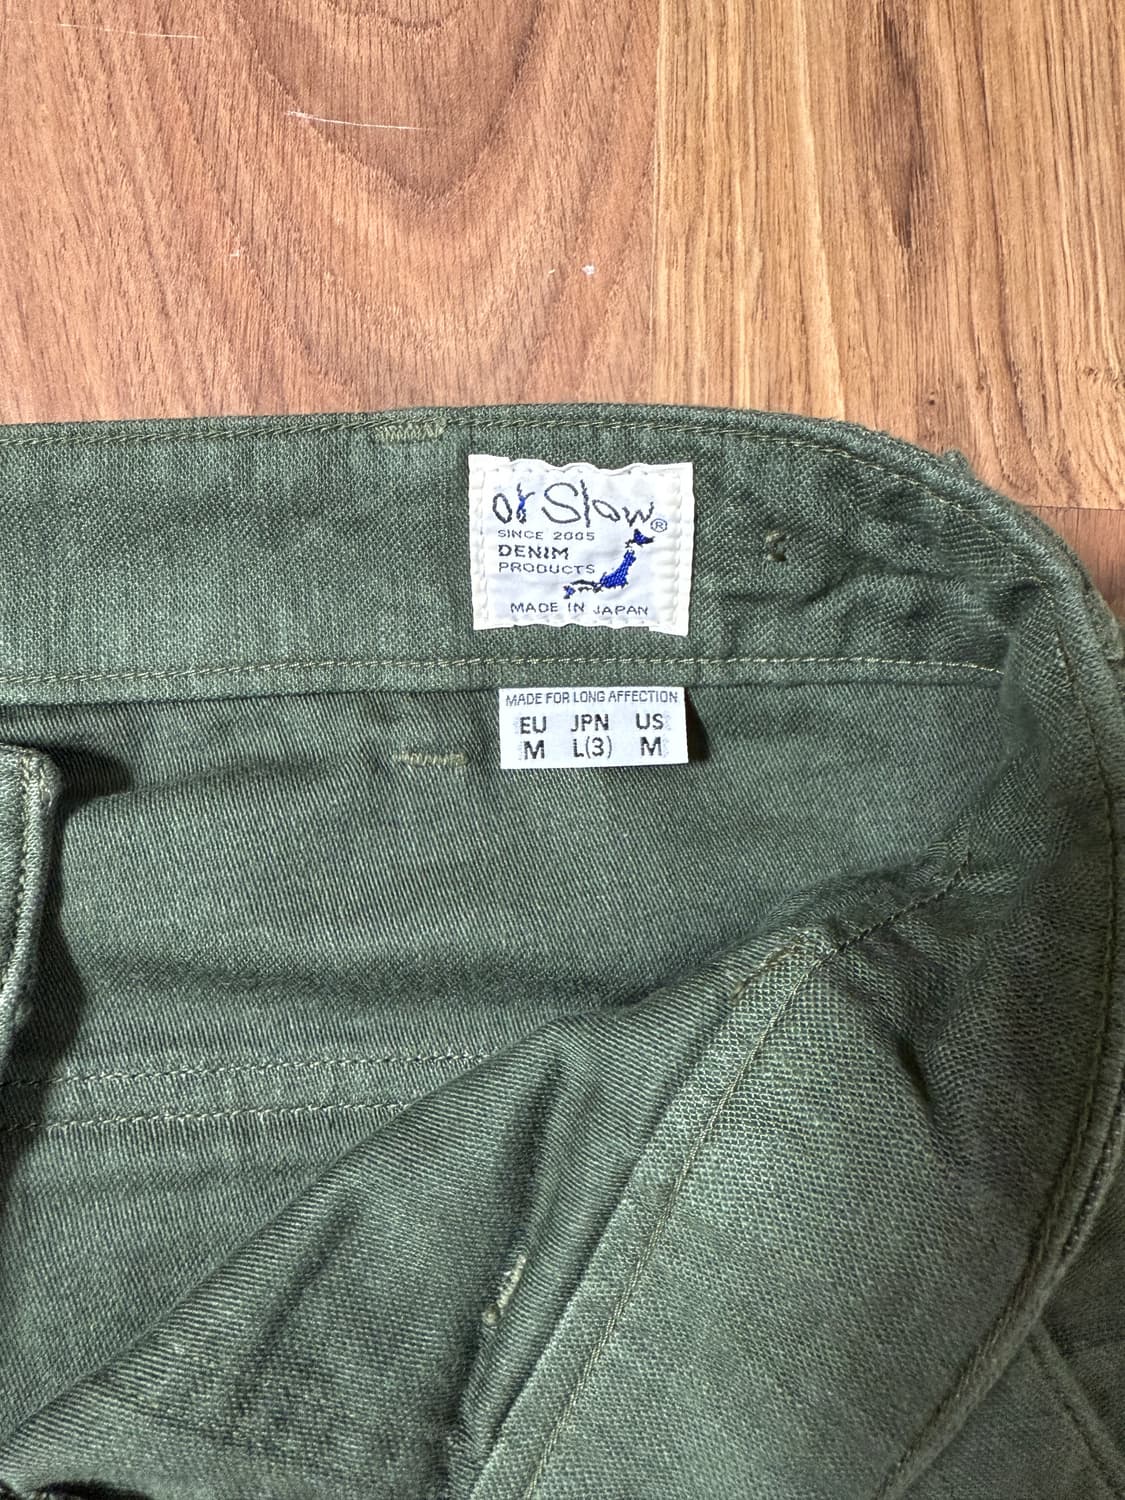 or Slow®
SINCE 2005
DENIM
PRODUCTS
MADE IN JAPAN
MADE FOR LONG AFFECTION
EU JPN US
M L(3) M